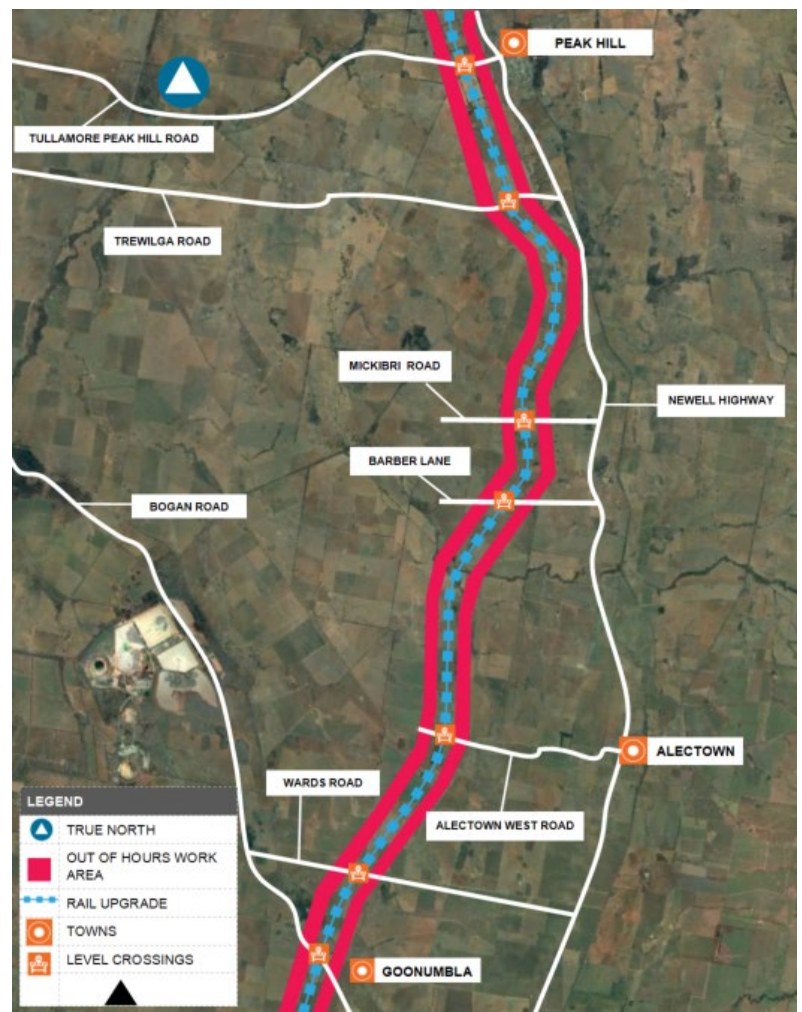 PEAK HILL
TULLAMORE PEAK HILL ROAD
TREWILGA ROAD
MICKIBRI ROAD
NEWELL HIGHWAY
BARBER LANE
BOGAN ROAD
ALECTOWN
WARDS ROAD
ALECTOWN WEST ROAD
GOONUMBLA
LEGEND
TRUE NORTH
OUT OF HOURS WORK
AREA
RAIL UPGRADE
TOWNS
LEVEL CROSSINGS